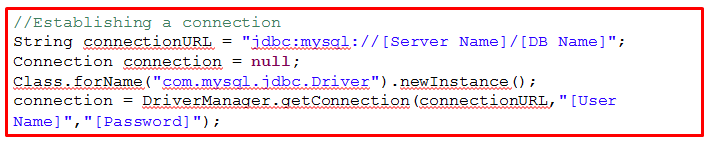 //Establishing a connection
String connectionURL = "jdbc:mysql://[Server Name]/[DB Name]";
Connection connection = null;
Class.forName("com.mysql.jdbc.Driver").newInstance();
connection = DriverManager.getConnection(connectionURL,"[User
Name]","[Password]");